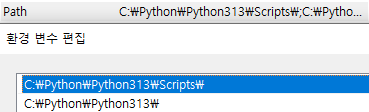 Path C:₩Python₩Python313₩Scripts₩;C:₩Pytho...
환경 변수 편집
C:₩Python₩Python313₩Scripts₩
C:₩Python₩Python313₩